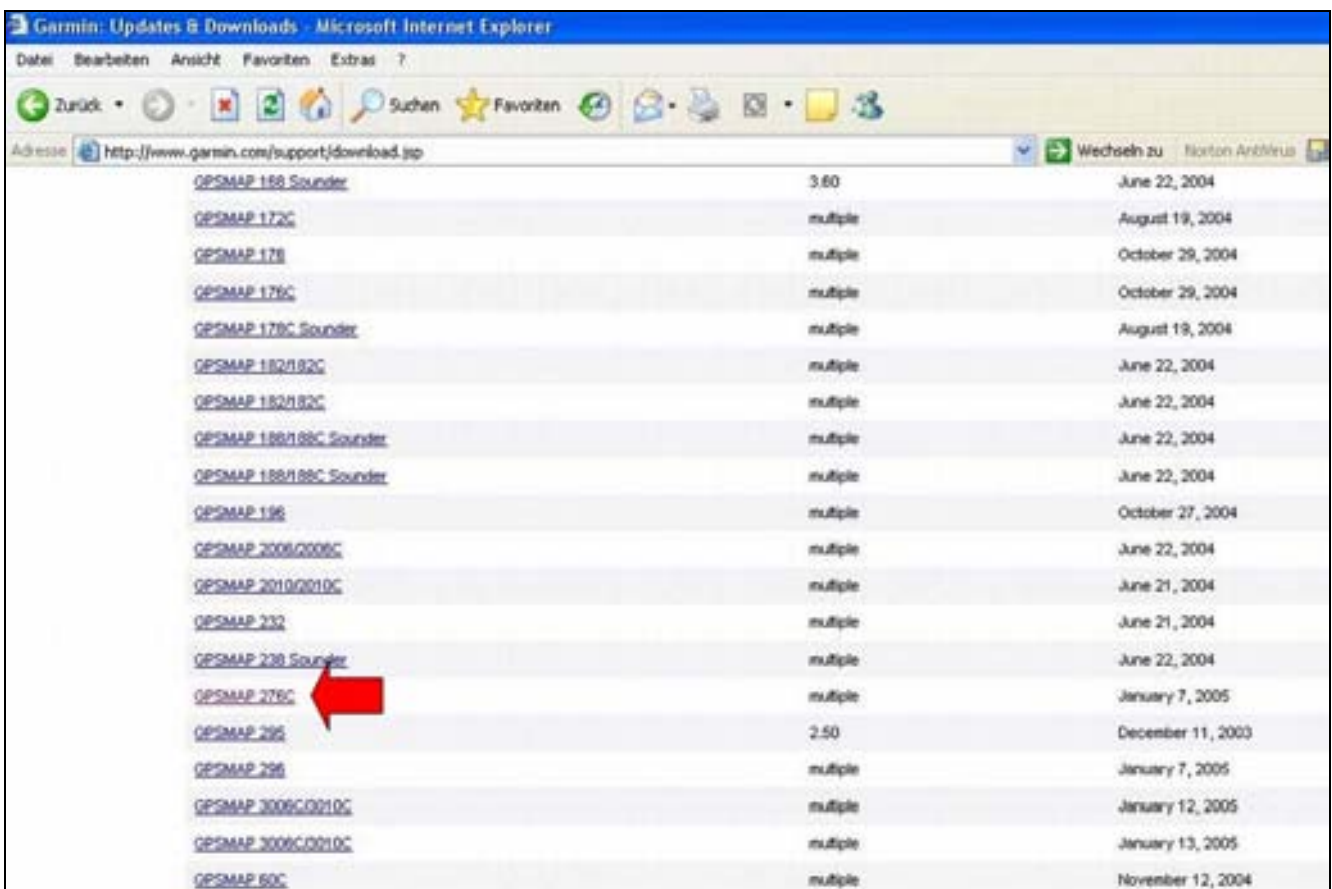 Garmin: Updates & Downloads - Microsoft Internet Explorer
Datei Bearbeiten Ansicht Favoriten Extras ?
Zurück Suchen Favoriten
Adresse http://www.garmin.com/support/download.jsp Wechseln zu Norton AntiVirus
GPSMAP 168 Sounder 3.60 June 22, 2004
GPSMAP 172C multiple August 19, 2004
GPSMAP 178 multiple October 29, 2004
GPSMAP 176C multiple October 29, 2004
GPSMAP 178C Sounder multiple August 19, 2004
GPSMAP 182/182C multiple June 22, 2004
GPSMAP 182/182C multiple June 22, 2004
GPSMAP 188/188C Sounder multiple June 22, 2004
GPSMAP 188/188C Sounder multiple June 22, 2004
GPSMAP 196 multiple October 27, 2004
GPSMAP 2006/2006C multiple June 22, 2004
GPSMAP 2010/2010C multiple June 21, 2004
GPSMAP 232 multiple June 21, 2004
GPSMAP 238 Sounder multiple June 22, 2004
GPSMAP 276C multiple January 7, 2005
GPSMAP 295 2.50 December 11, 2003
GPSMAP 296 multiple January 7, 2005
GPSMAP 3006C/3010C multiple January 12, 2005
GPSMAP 3006C/3010C multiple January 13, 2005
GPSMAP 60C multiple November 12, 2004